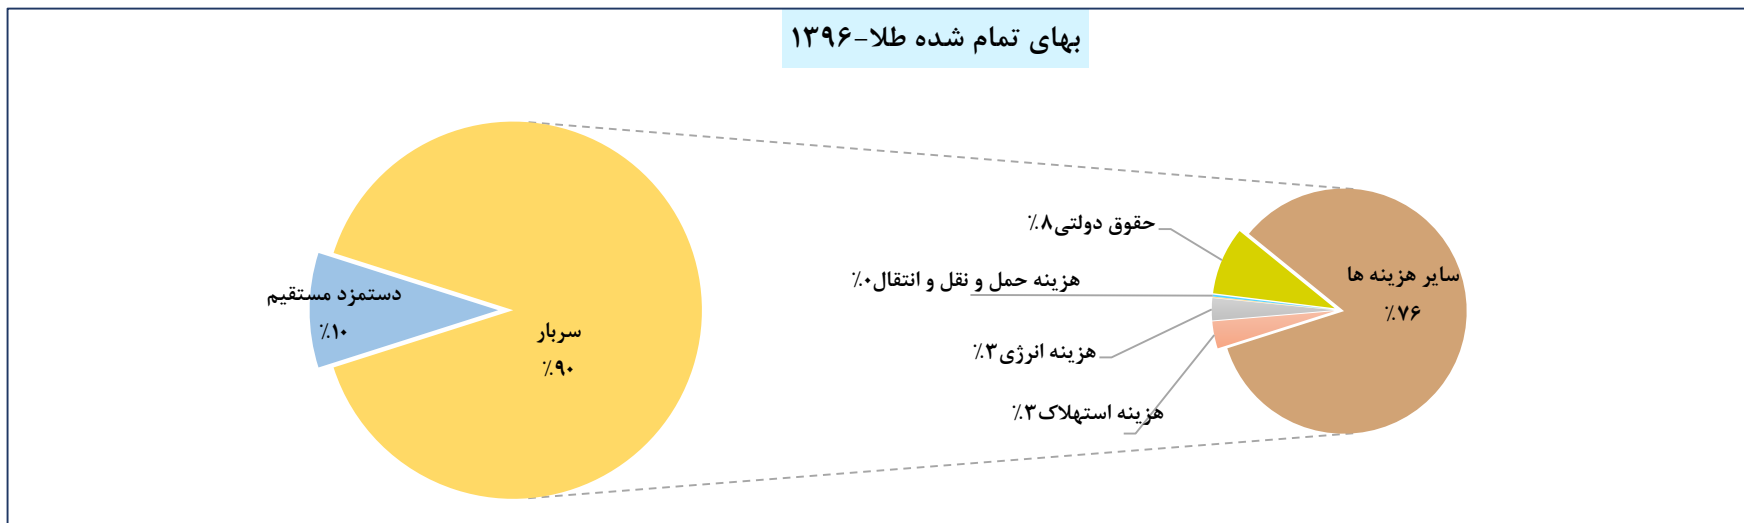 بهای تمام شده طلا-۱۳۹۶
حقوق دولتی۸٪
سایر هزینه ها
۷۶٪
هزینه حمل و نقل و انتقال۰٪
دستمزد مستقیم
۱۰٪
سربار
۹۰٪
هزینه انرژی۳٪
هزینه استهلاک۳٪